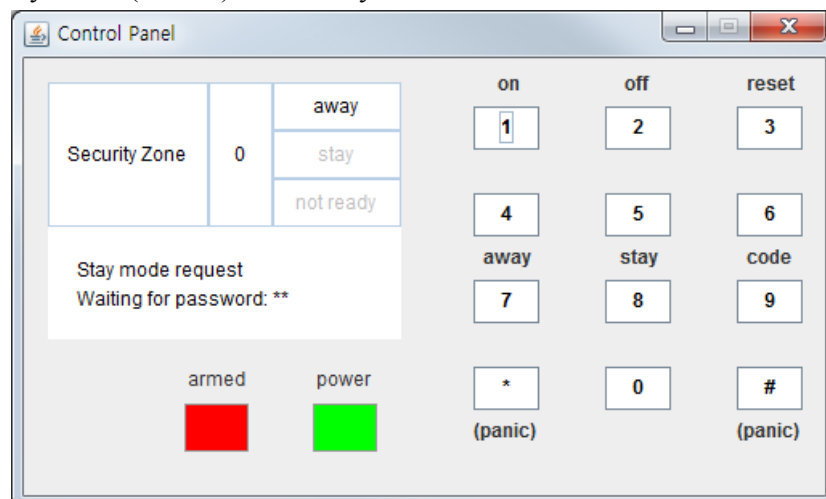 Control Panel
on off reset
away
1 2 3
Security Zone 0 stay
not ready
4 5 6
away stay code
Stay mode request
Waiting for password: **
7 8 9
armed power
* 0 #
(panic) (panic)